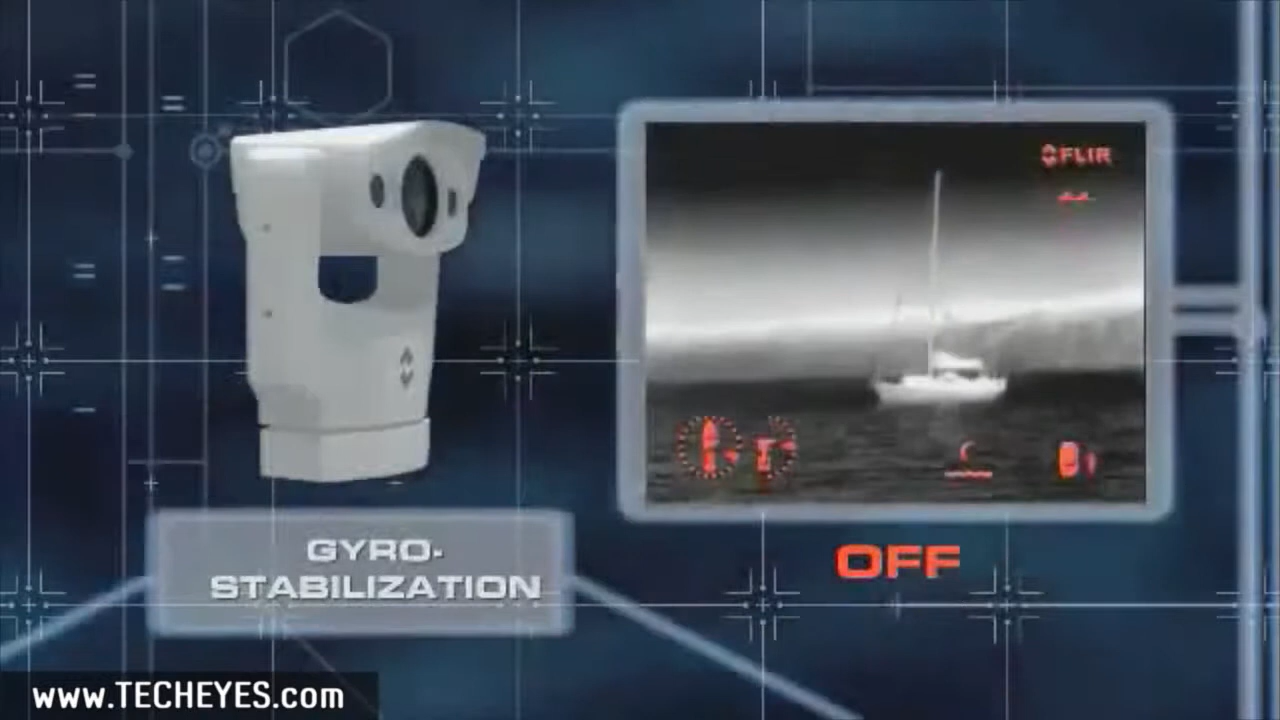 FLIR
GYRO-
STABILIZATION
OFF
www.TECHEYES.com